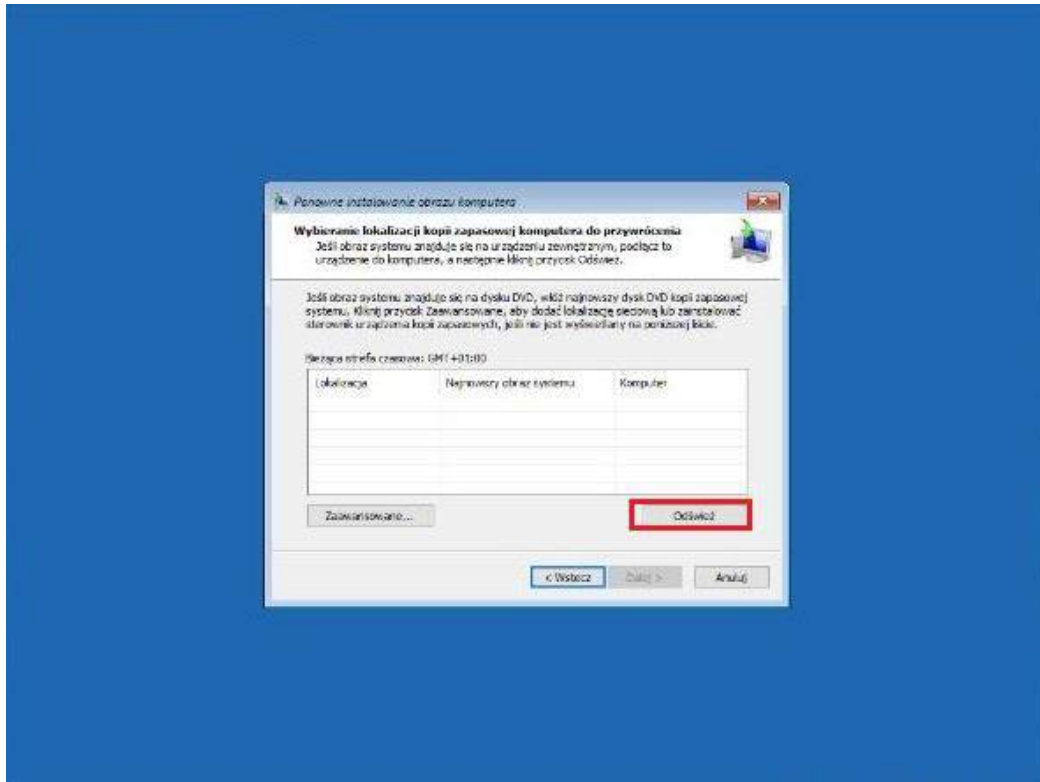 Ponowne instalowanie obrazu komputera
Wybieranie lokalizacji kopii zapasowej komputera do przywrócenia
Jeśli obraz systemu znajduje się na urządzeniu zewnętrznym, podłącz to
urządzenie do komputera, a następnie kliknij przycisk Odśwież.
Jeśli obraz systemu znajduje się na dysku DVD, włóż najnowszy dysk DVD kopii zapasowej
systemu. Kliknij przycisk Zaawansowane, aby dodać lokalizację sieciową lub zainstalować
sterownik urządzenia kopii zapasowych, jeśli nie jest wyświetlany na poniższej liście.
Bieżąca strefa czasowa: GMT+01:00
Lokalizacja Najnowszy obraz systemu Komputer
Zaawansowane... Odśwież
< Wstecz Dalej > Anuluj